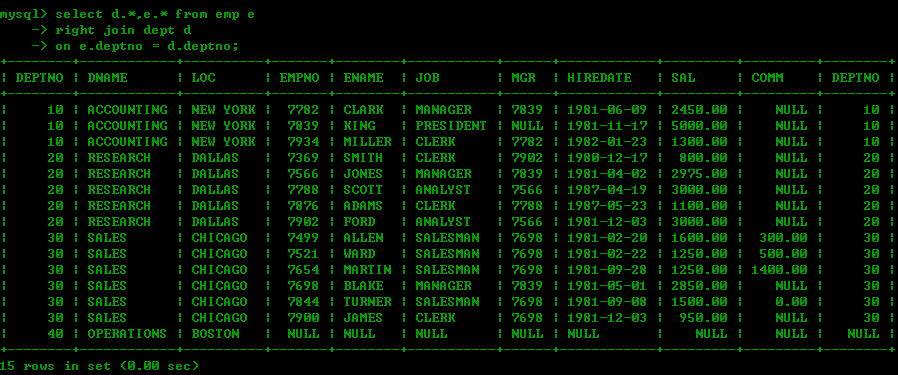 mysql> select d.*,e.* from emp e
    -> right join dept d
    -> on e.deptno = d.deptno;
+--------+------------+----------+-------+--------+-----------+------+------------+---------+---------+--------+
| DEPTNO | DNAME      | LOC      | EMPNO | ENAME  | JOB       | MGR  | HIREDATE   | SAL     | COMM    | DEPTNO |
+--------+------------+----------+-------+--------+-----------+------+------------+---------+---------+--------+
|     10 | ACCOUNTING | NEW YORK |  7782 | CLARK  | MANAGER   | 7839 | 1981-06-09 | 2450.00 |    NULL |     10 |
|     10 | ACCOUNTING | NEW YORK |  7839 | KING   | PRESIDENT | NULL | 1981-11-17 | 5000.00 |    NULL |     10 |
|     10 | ACCOUNTING | NEW YORK |  7934 | MILLER | CLERK     | 7782 | 1982-01-23 | 1300.00 |    NULL |     10 |
|     20 | RESEARCH   | DALLAS   |  7369 | SMITH  | CLERK     | 7902 | 1980-12-17 |  800.00 |    NULL |     20 |
|     20 | RESEARCH   | DALLAS   |  7566 | JONES  | MANAGER   | 7839 | 1981-04-02 | 2975.00 |    NULL |     20 |
|     20 | RESEARCH   | DALLAS   |  7788 | SCOTT  | ANALYST   | 7566 | 1987-04-19 | 3000.00 |    NULL |     20 |
|     20 | RESEARCH   | DALLAS   |  7876 | ADAMS  | CLERK     | 7788 | 1987-05-23 | 1100.00 |    NULL |     20 |
|     20 | RESEARCH   | DALLAS   |  7902 | FORD   | ANALYST   | 7566 | 1981-12-03 | 3000.00 |    NULL |     20 |
|     30 | SALES      | CHICAGO  |  7499 | ALLEN  | SALESMAN  | 7698 | 1981-02-20 | 1600.00 |  300.00 |     30 |
|     30 | SALES      | CHICAGO  |  7521 | WARD   | SALESMAN  | 7698 | 1981-02-22 | 1250.00 |  500.00 |     30 |
|     30 | SALES      | CHICAGO  |  7654 | MARTIN | SALESMAN  | 7698 | 1981-09-28 | 1250.00 | 1400.00 |     30 |
|     30 | SALES      | CHICAGO  |  7698 | BLAKE  | MANAGER   | 7839 | 1981-05-01 | 2850.00 |    NULL |     30 |
|     30 | SALES      | CHICAGO  |  7844 | TURNER | SALESMAN  | 7698 | 1981-09-08 | 1500.00 |    0.00 |     30 |
|     30 | SALES      | CHICAGO  |  7900 | JAMES  | CLERK     | 7698 | 1981-12-03 |  950.00 |    NULL |     30 |
|     40 | OPERATIONS | BOSTON   |  NULL | NULL   | NULL      | NULL | NULL       |    NULL |    NULL |   NULL |
+--------+------------+----------+-------+--------+-----------+------+------------+---------+---------+--------+
15 rows in set (0.00 sec)